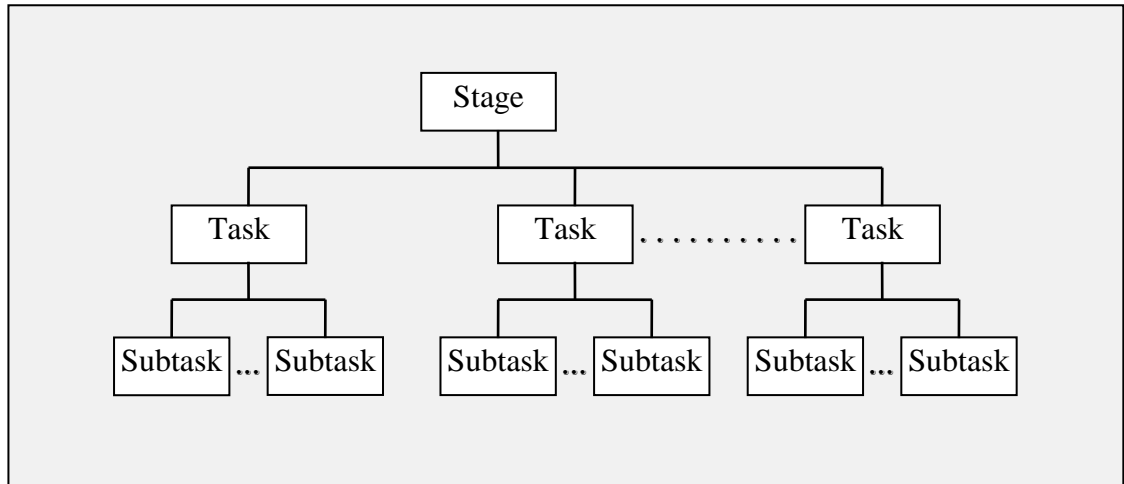 Stage
Task Task . . . . . . . . . . Task
Subtask ... Subtask Subtask ... Subtask Subtask ... Subtask